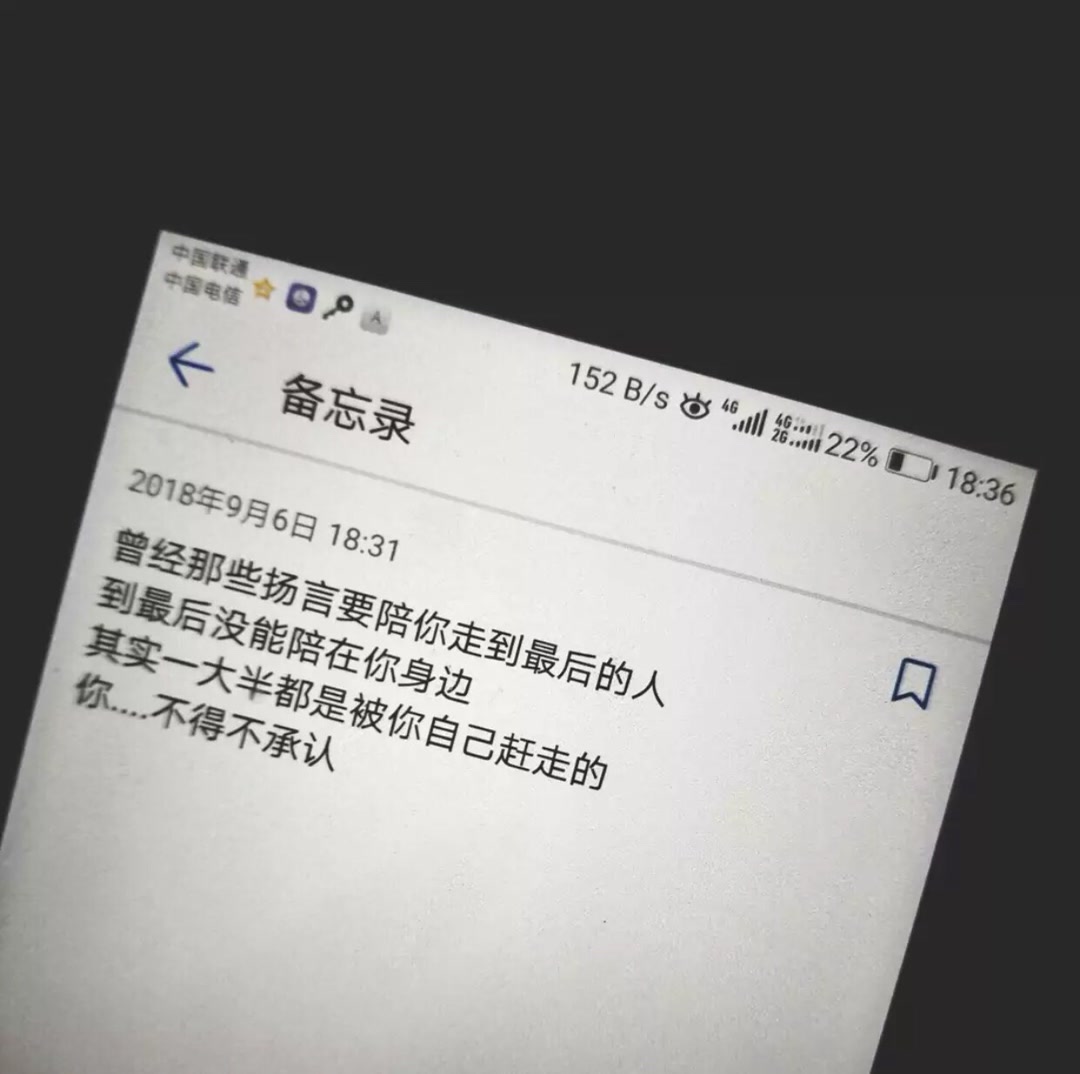 中国联通
中国电信
A
152 B/s 4G 4G 2G 22% 18:36
备忘录
2018年9月6日 18:31
曾经那些扬言要陪你走到最后的人
到最后没能陪在你身边
其实一大半都是被你自己赶走的
你....不得不承认